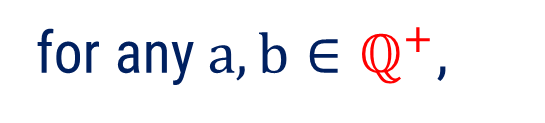 for any a, b ∈ ℚ⁺,